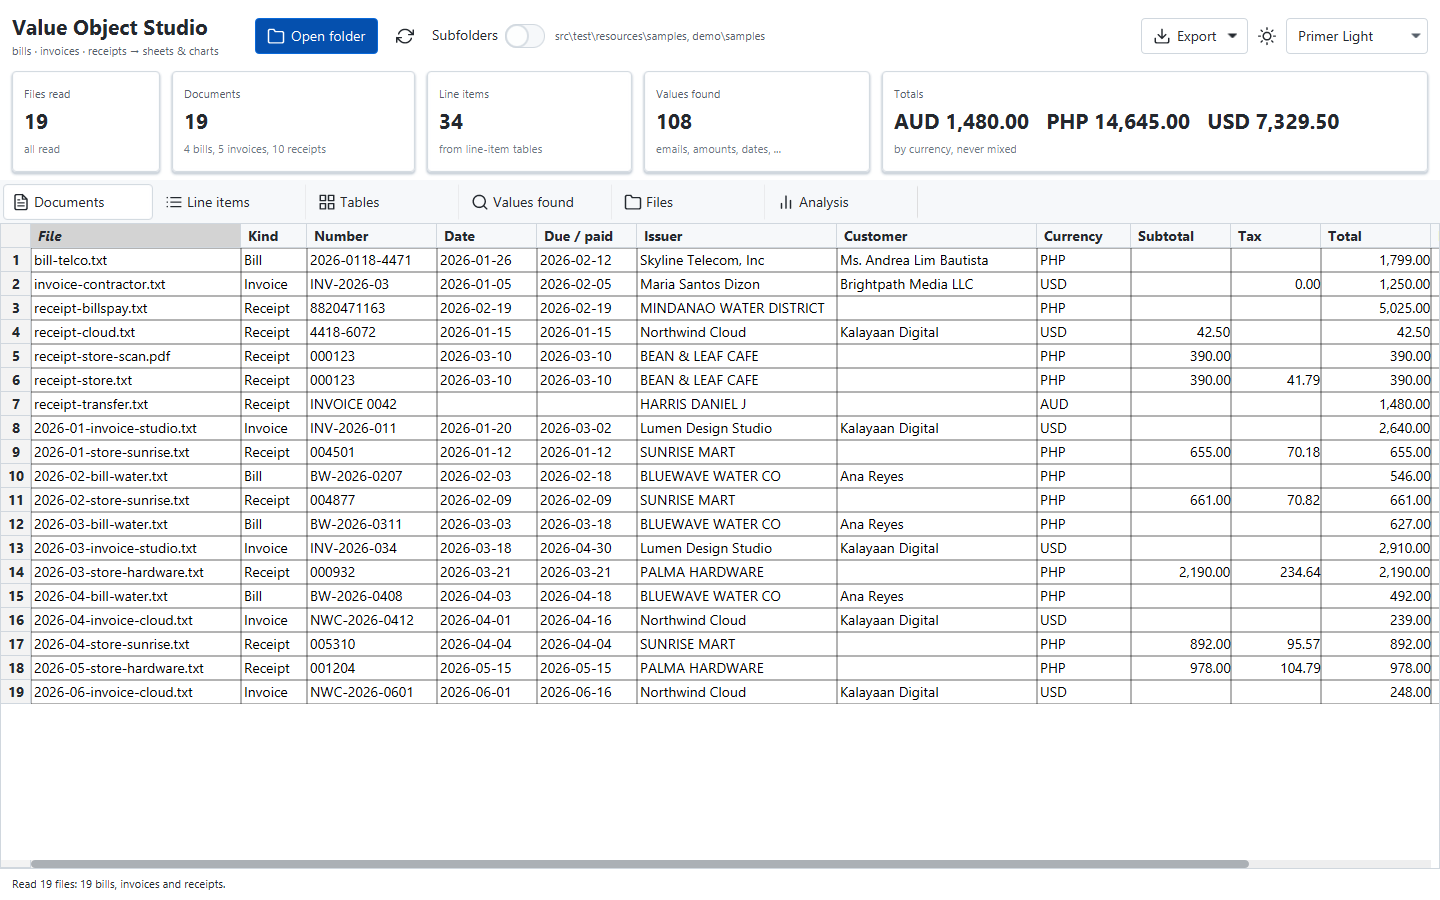 Value Object Studio
bills · invoices · receipts → sheets & charts
Open folder
Subfolders
src\test\resources\samples, demo\samples
Export
Primer Light
Files read
19
all read
Documents
19
4 bills, 5 invoices, 10 receipts
Line items
34
from line-item tables
Values found
108
emails, amounts, dates, ...
Totals
AUD 1,480.00 PHP 14,645.00 USD 7,329.50
by currency, never mixed
Documents Line items Tables Values found Files Analysis
File Kind Number Date Due / paid Issuer Customer Currency Subtotal Tax Total
1 bill-telco.txt Bill 2026-0118-4471 2026-01-26 2026-02-12 Skyline Telecom, Inc Ms. Andrea Lim Bautista PHP 1,799.00
2 invoice-contractor.txt Invoice INV-2026-03 2026-01-05 2026-02-05 Maria Santos Dizon Brightpath Media LLC USD 0.00 1,250.00
3 receipt-billspay.txt Receipt 8820471163 2026-02-19 2026-02-19 MINDANAO WATER DISTRICT PHP 5,025.00
4 receipt-cloud.txt Receipt 4418-6072 2026-01-15 2026-01-15 Northwind Cloud Kalayaan Digital USD 42.50 42.50
5 receipt-store-scan.pdf Receipt 000123 2026-03-10 2026-03-10 BEAN & LEAF CAFE PHP 390.00 390.00
6 receipt-store.txt Receipt 000123 2026-03-10 2026-03-10 BEAN & LEAF CAFE PHP 390.00 41.79 390.00
7 receipt-transfer.txt Receipt INVOICE 0042 HARRIS DANIEL J AUD 1,480.00
8 2026-01-invoice-studio.txt Invoice INV-2026-011 2026-01-20 2026-03-02 Lumen Design Studio Kalayaan Digital USD 2,640.00
9 2026-01-store-sunrise.txt Receipt 004501 2026-01-12 2026-01-12 SUNRISE MART PHP 655.00 70.18 655.00
10 2026-02-bill-water.txt Bill BW-2026-0207 2026-02-03 2026-02-18 BLUEWAVE WATER CO Ana Reyes PHP 546.00
11 2026-02-store-sunrise.txt Receipt 004877 2026-02-09 2026-02-09 SUNRISE MART PHP 661.00 70.82 661.00
12 2026-03-bill-water.txt Bill BW-2026-0311 2026-03-03 2026-03-18 BLUEWAVE WATER CO Ana Reyes PHP 627.00
13 2026-03-invoice-studio.txt Invoice INV-2026-034 2026-03-18 2026-04-30 Lumen Design Studio Kalayaan Digital USD 2,910.00
14 2026-03-store-hardware.txt Receipt 000932 2026-03-21 2026-03-21 PALMA HARDWARE PHP 2,190.00 234.64 2,190.00
15 2026-04-bill-water.txt Bill BW-2026-0408 2026-04-03 2026-04-18 BLUEWAVE WATER CO Ana Reyes PHP 492.00
16 2026-04-invoice-cloud.txt Invoice NWC-2026-0412 2026-04-01 2026-04-16 Northwind Cloud Kalayaan Digital USD 239.00
17 2026-04-store-sunrise.txt Receipt 005310 2026-04-04 2026-04-04 SUNRISE MART PHP 892.00 95.57 892.00
18 2026-05-store-hardware.txt Receipt 001204 2026-05-15 2026-05-15 PALMA HARDWARE PHP 978.00 104.79 978.00
19 2026-06-invoice-cloud.txt Invoice NWC-2026-0601 2026-06-01 2026-06-16 Northwind Cloud Kalayaan Digital USD 248.00
Read 19 files: 19 bills, invoices and receipts.